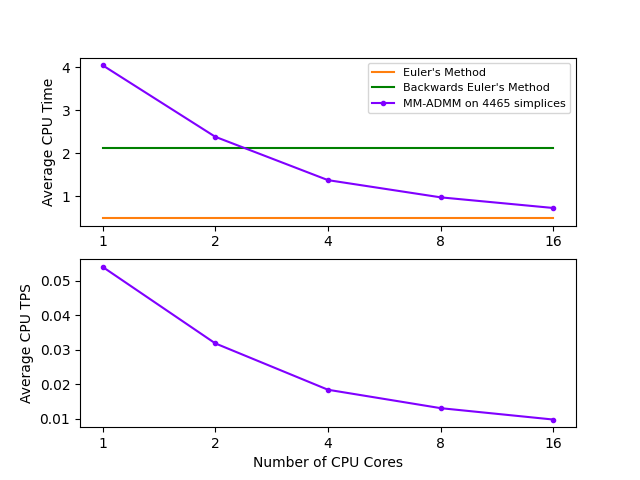 4
3
2
1
Average CPU Time
Euler's Method
Backwards Euler's Method
MM-ADMM on 4465 simplices
1 2 4 8 16
0.05
0.04
0.03
0.02
0.01
Average CPU TPS
1 2 4 8 16
Number of CPU Cores